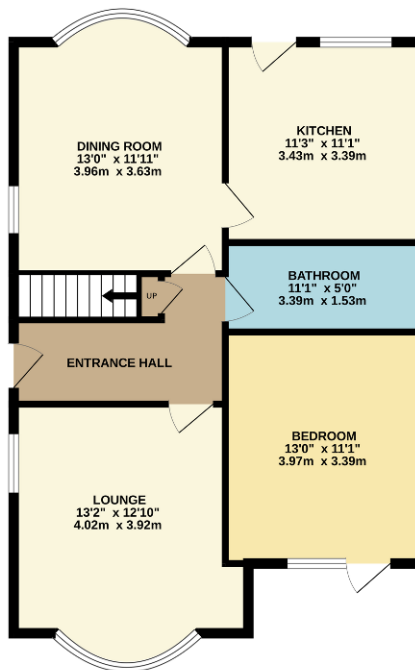 DINING ROOM
13'0" x 11'11"
3.96m x 3.63m
KITCHEN
11'3" x 11'1"
3.43m x 3.39m
BATHROOM
11'1" x 5'0"
3.39m x 1.53m
UP
ENTRANCE HALL
BEDROOM
13'0" x 11'1"
3.97m x 3.39m
LOUNGE
13'2" x 12'10"
4.02m x 3.92m